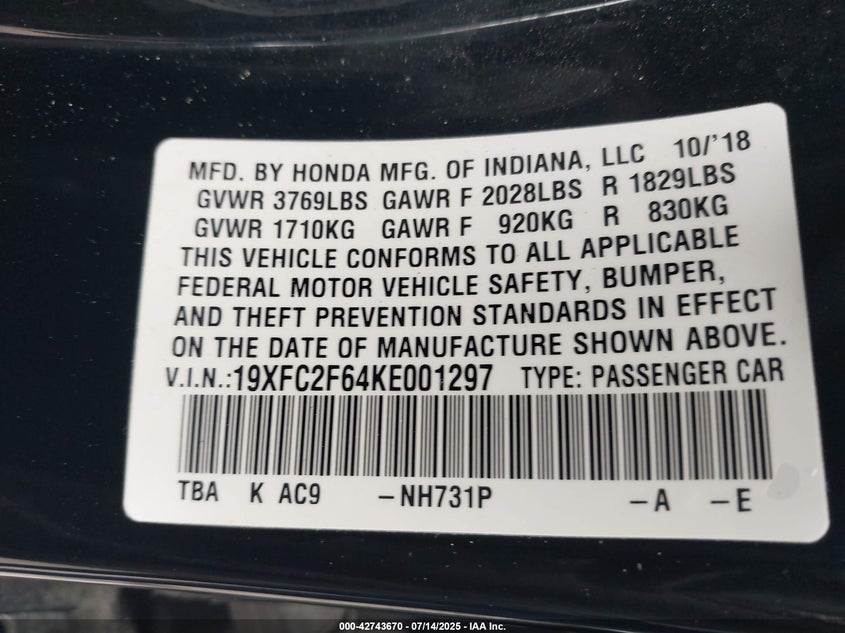 MFD. BY HONDA MFG. OF INDIANA, LLC 10/'18
GVWR 3769LBS GAWR F 2028LBS R 1829LBS
GVWR 1710KG GAWR F 920KG R 830KG
THIS VEHICLE CONFORMS TO ALL APPLICABLE
FEDERAL MOTOR VEHICLE SAFETY, BUMPER,
AND THEFT PREVENTION STANDARDS IN EFFECT
ON THE DATE OF MANUFACTURE SHOWN ABOVE.
V.I.N.:19XFC2F64KE001297 TYPE: PASSENGER CAR
TBA K AC9 -NH731P -A -E
000-42743670 - 07/14/2025 - IAA Inc.